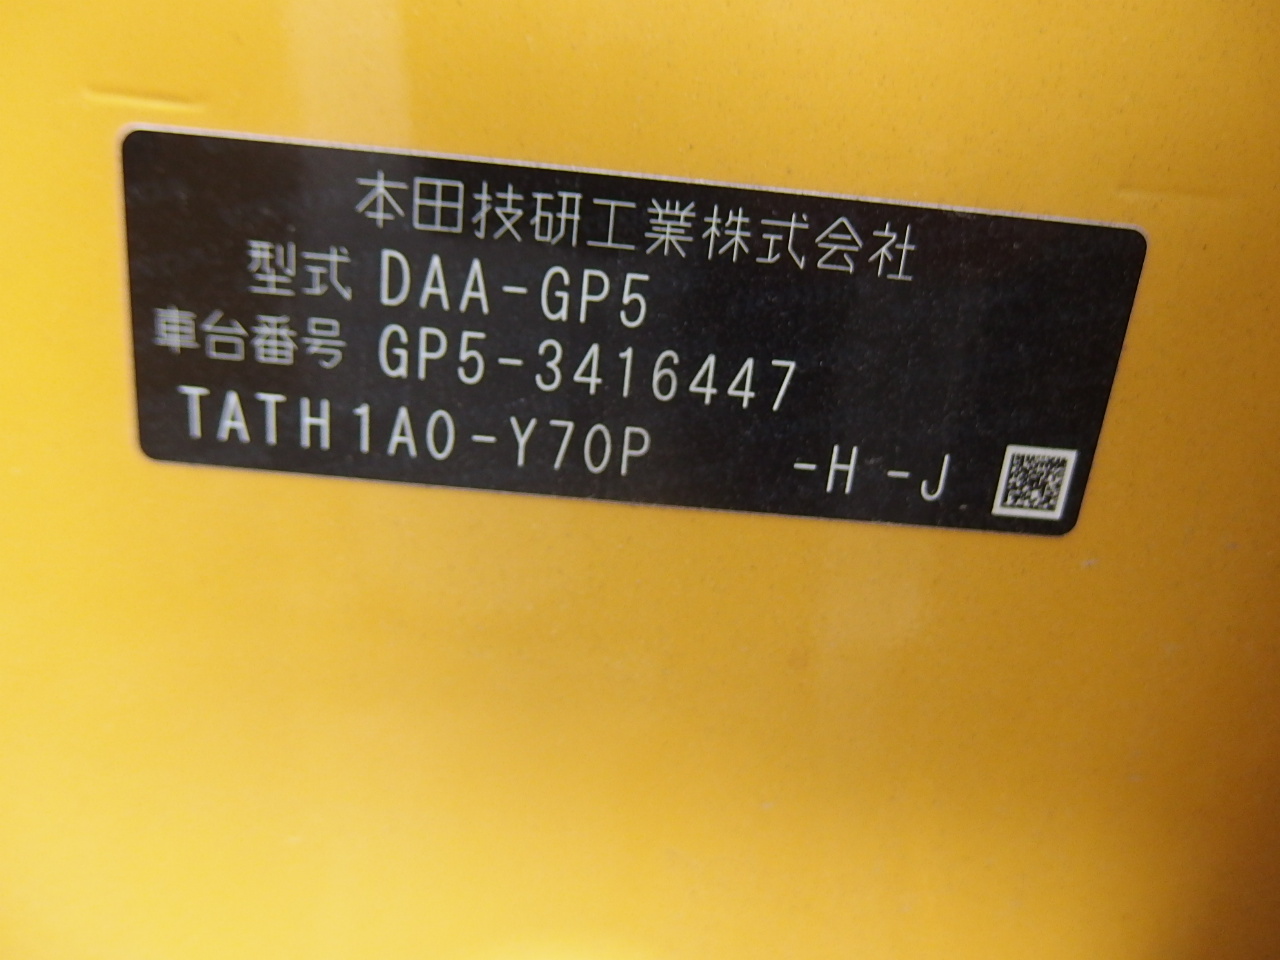 本田技研工業株式会社
型式 DAA-GP5
車台番号 GP5-3416447
TATH1A0-Y70P -H -J